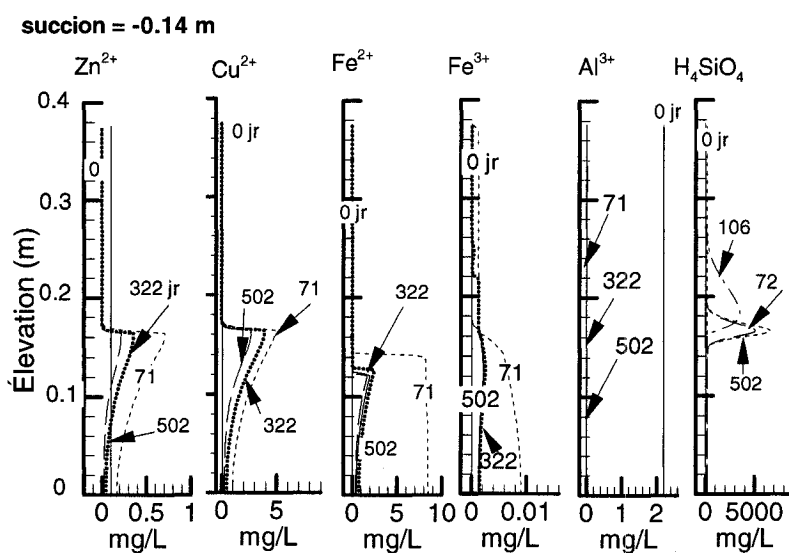 succion = -0.14 m
Zn²⁺ Cu²⁺ Fe²⁺ Fe³⁺ Al³⁺ H₄SiO₄
Élevation (m)
0.4
0.3
0.2
0.1
0
0
322 jr
71
502
0 0.5 1
mg/L
0 jr
502
71
322
0 5
mg/L
0 jr
322
71
502
0 5 10
mg/L
0 jr
71
502
322
0 0.01
mg/L
0 jr
71
322
502
0 1 2
mg/L
0 jr
106
72
502
0 5000
mg/L